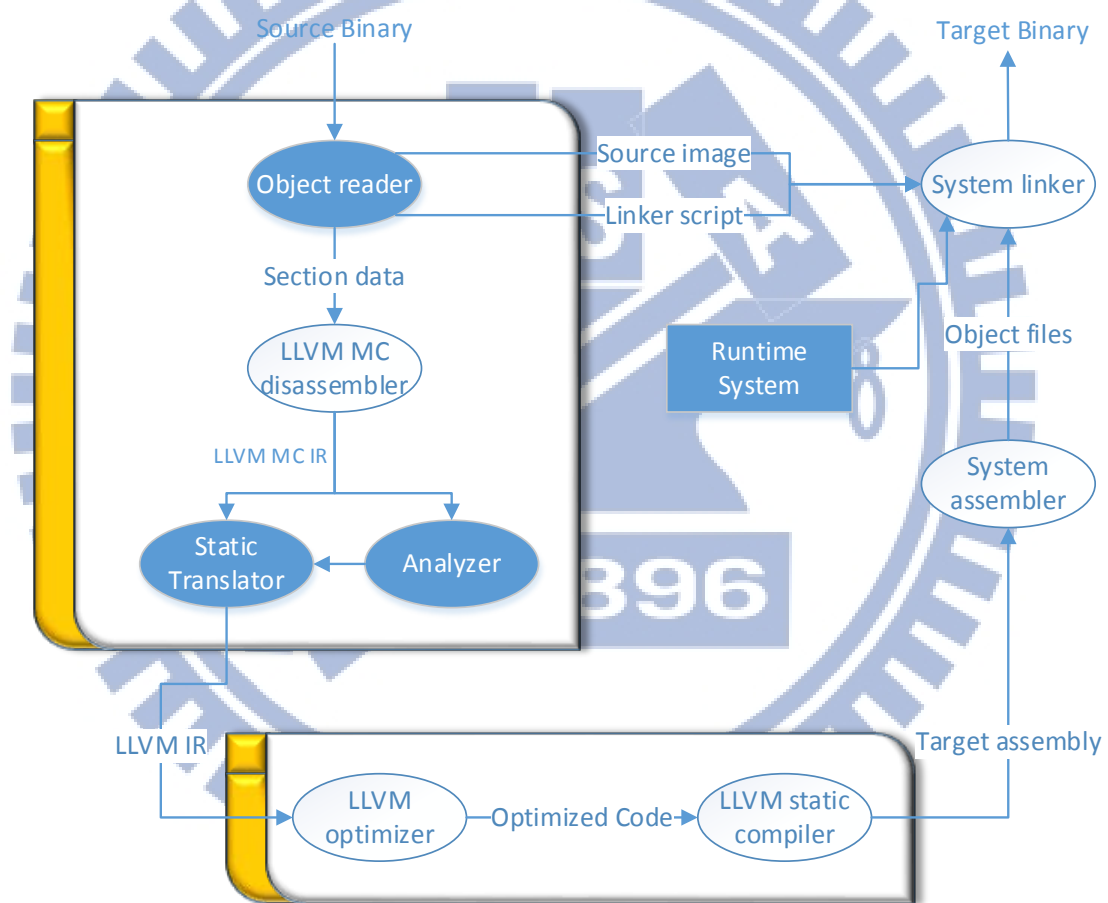 Source Binary
Target Binary
Object reader
Source image
System linker
Linker script
Section data
LLVM MC
disassembler
Runtime
System
Object files
LLVM MC IR
System
assembler
Static
Translator
Analyzer
896
LLVM IR
Target assembly
LLVM
optimizer
Optimized Code
LLVM static
compiler